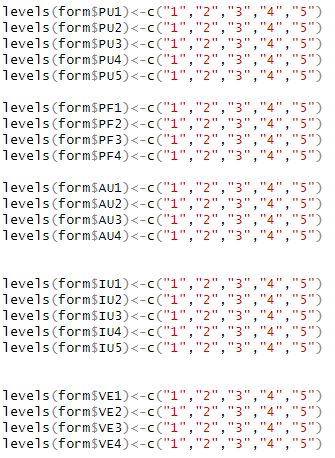 levels(form$PU1)<-c("1","2","3","4","5")
levels(form$PU2)<-c("1","2","3","4","5")
levels(form$PU3)<-c("1","2","3","4","5")
levels(form$PU4)<-c("1","2","3","4","5")
levels(form$PU5)<-c("1","2","3","4","5")
levels(form$PF1)<-c("1","2","3","4","5")
levels(form$PF2)<-c("1","2","3","4","5")
levels(form$PF3)<-c("1","2","3","4","5")
levels(form$PF4)<-c("1","2","3","4","5")
levels(form$AU1)<-c("1","2","3","4","5")
levels(form$AU2)<-c("1","2","3","4","5")
levels(form$AU3)<-c("1","2","3","4","5")
levels(form$AU4)<-c("1","2","3","4","5")
levels(form$IU1)<-c("1","2","3","4","5")
levels(form$IU2)<-c("1","2","3","4","5")
levels(form$IU3)<-c("1","2","3","4","5")
levels(form$IU4)<-c("1","2","3","4","5")
levels(form$IU5)<-c("1","2","3","4","5")
levels(form$VE1)<-c("1","2","3","4","5")
levels(form$VE2)<-c("1","2","3","4","5")
levels(form$VE3)<-c("1","2","3","4","5")
levels(form$VE4)<-c("1","2","3","4","5")